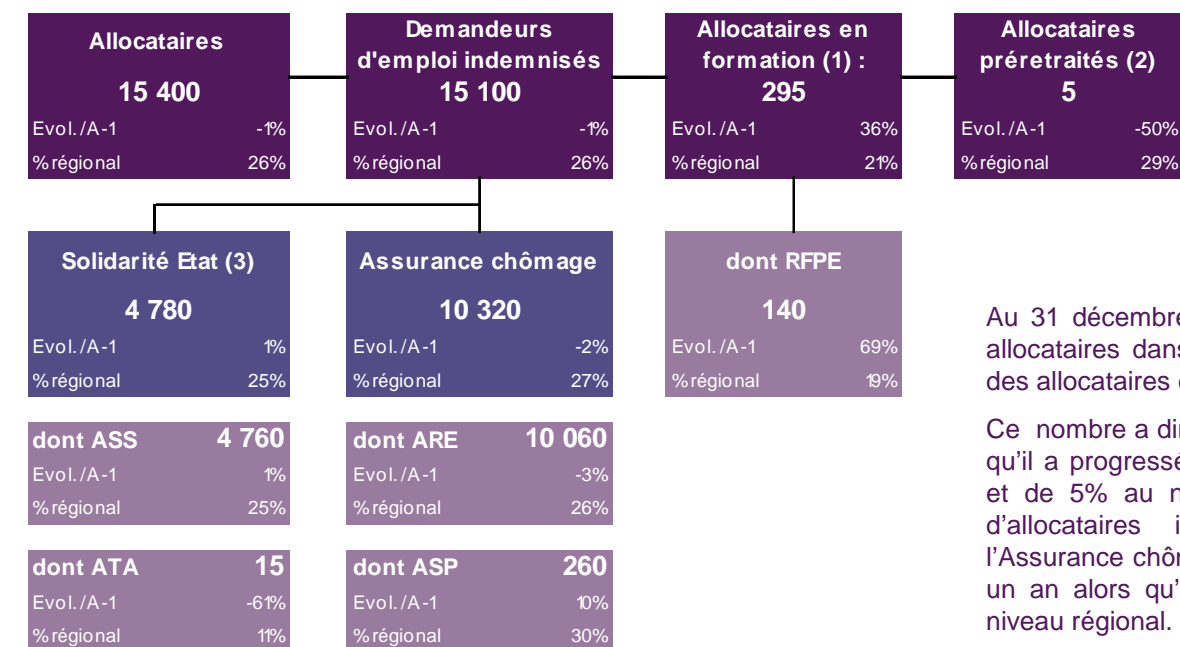 Allocataires
15 400
Evol./A-1 -1%
% régional 26%
Demandeurs
d'emploi indemnisés
15 100
Evol./A-1 -1%
% régional 26%
Allocataires en
formation (1) :
295
Evol./A-1 36%
% régional 21%
Allocataires
préretraités (2)
5
Evol./A-1 -50%
% régional 29%
Solidarité Etat (3)
4 780
Evol./A-1 1%
% régional 25%
Assurance chômage
10 320
Evol./A-1 -2%
% régional 27%
dont RFPE
140
Evol./A-1 69%
% régional 19%
dont ASS 4 760
Evol./A-1 1%
% régional 25%
dont ARE 10 060
Evol./A-1 -3%
% régional 26%
dont ATA 15
Evol./A-1 -61%
% régional 11%
dont ASP 260
Evol./A-1 10%
% régional 30%
Au 31 décembre
allocataires dans
des allocataires
Ce nombre a di
qu'il a progressé
et de 5% au n
d'allocataires i
l'Assurance chô
un an alors qu'
niveau régional.